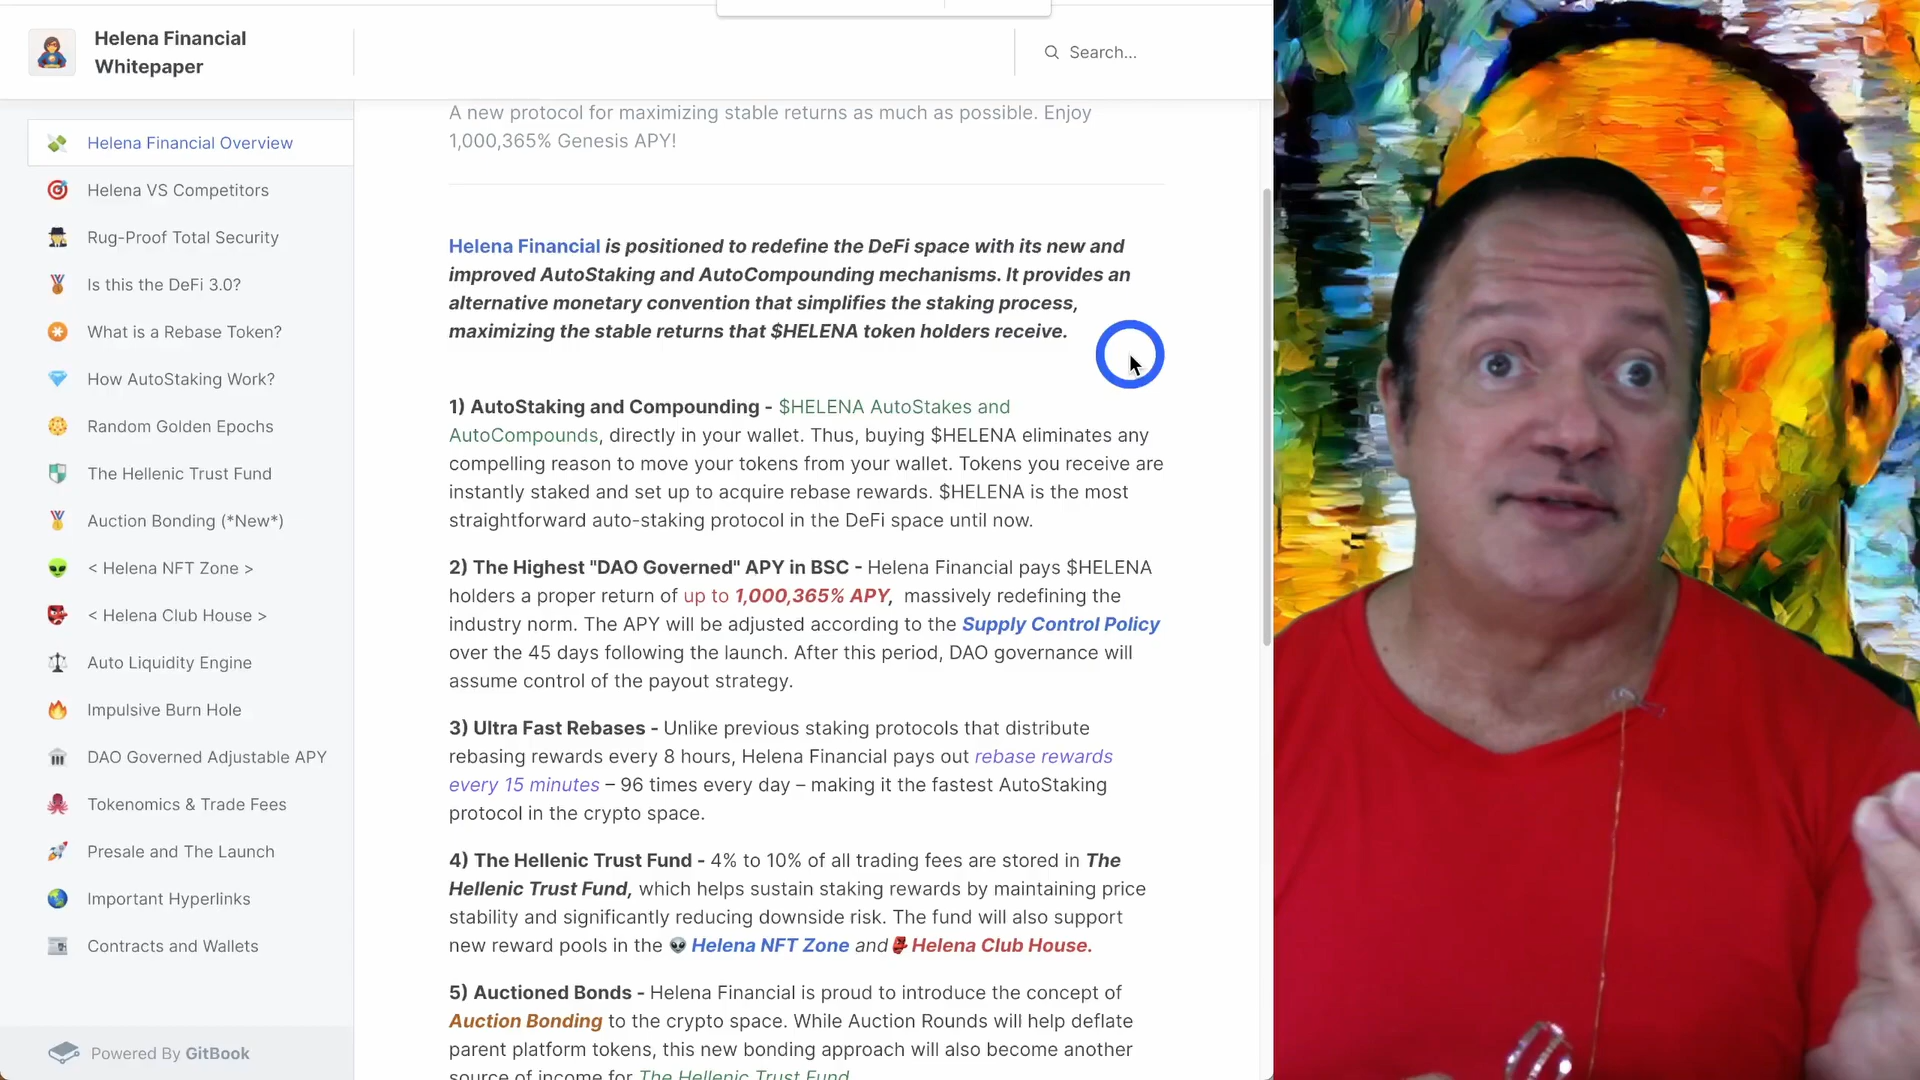 Helena Financial
Whitepaper
Search...
Helena Financial Overview
Helena VS Competitors
Rug-Proof Total Security
Is this the DeFi 3.0?
What is a Rebase Token?
How AutoStaking Work?
Random Golden Epochs
The Hellenic Trust Fund
Auction Bonding (*New*)
< Helena NFT Zone >
< Helena Club House >
Auto Liquidity Engine
Impulsive Burn Hole
DAO Governed Adjustable APY
Tokenomics & Trade Fees
Presale and The Launch
Important Hyperlinks
Contracts and Wallets
Powered By GitBook
A new protocol for maximizing stable returns as much as possible. Enjoy
1,000,365% Genesis APY!
Helena Financial is positioned to redefine the DeFi space with its new and
improved AutoStaking and AutoCompounding mechanisms. It provides an
alternative monetary convention that simplifies the staking process,
maximizing the stable returns that $HELENA token holders receive.
1) AutoStaking and Compounding - $HELENA AutoStakes and
AutoCompounds, directly in your wallet. Thus, buying $HELENA eliminates any
compelling reason to move your tokens from your wallet. Tokens you receive are
instantly staked and set up to acquire rebase rewards. $HELENA is the most
straightforward auto-staking protocol in the DeFi space until now.
2) The Highest "DAO Governed" APY in BSC - Helena Financial pays $HELENA
holders a proper return of up to 1,000,365% APY, massively redefining the
industry norm. The APY will be adjusted according to the Supply Control Policy
over the 45 days following the launch. After this period, DAO governance will
assume control of the payout strategy.
3) Ultra Fast Rebases - Unlike previous staking protocols that distribute
rebasing rewards every 8 hours, Helena Financial pays out rebase rewards
every 15 minutes – 96 times every day – making it the fastest AutoStaking
protocol in the crypto space.
4) The Hellenic Trust Fund - 4% to 10% of all trading fees are stored in The
Hellenic Trust Fund, which helps sustain staking rewards by maintaining price
stability and significantly reducing downside risk. The fund will also support
new reward pools in the Helena NFT Zone and Helena Club House.
5) Auctioned Bonds - Helena Financial is proud to introduce the concept of
Auction Bonding to the crypto space. While Auction Rounds will help deflate
parent platform tokens, this new bonding approach will also become another
source of income for The Hellenic Trust Fund.